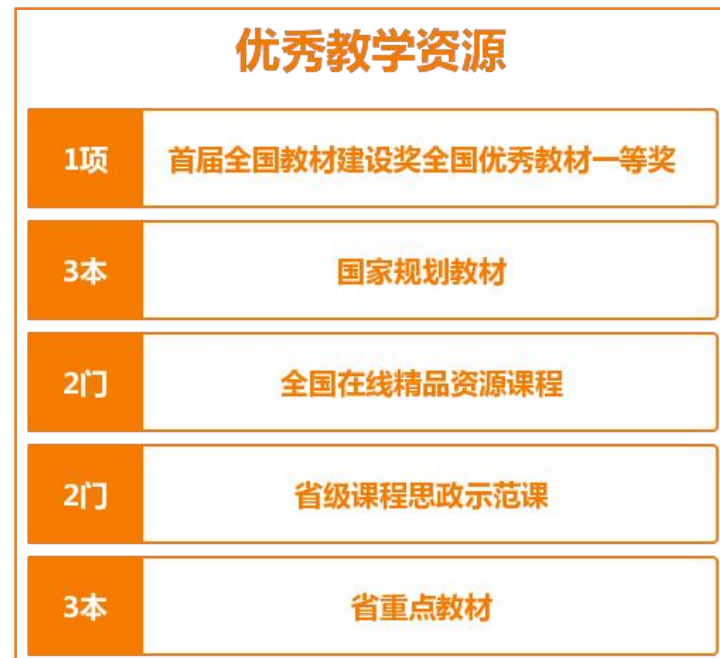 优秀教学资源
1项 首届全国教材建设奖全国优秀教材一等奖
3本 国家规划教材
2门 全国在线精品资源课程
2门 省级课程思政示范课
3本 省重点教材